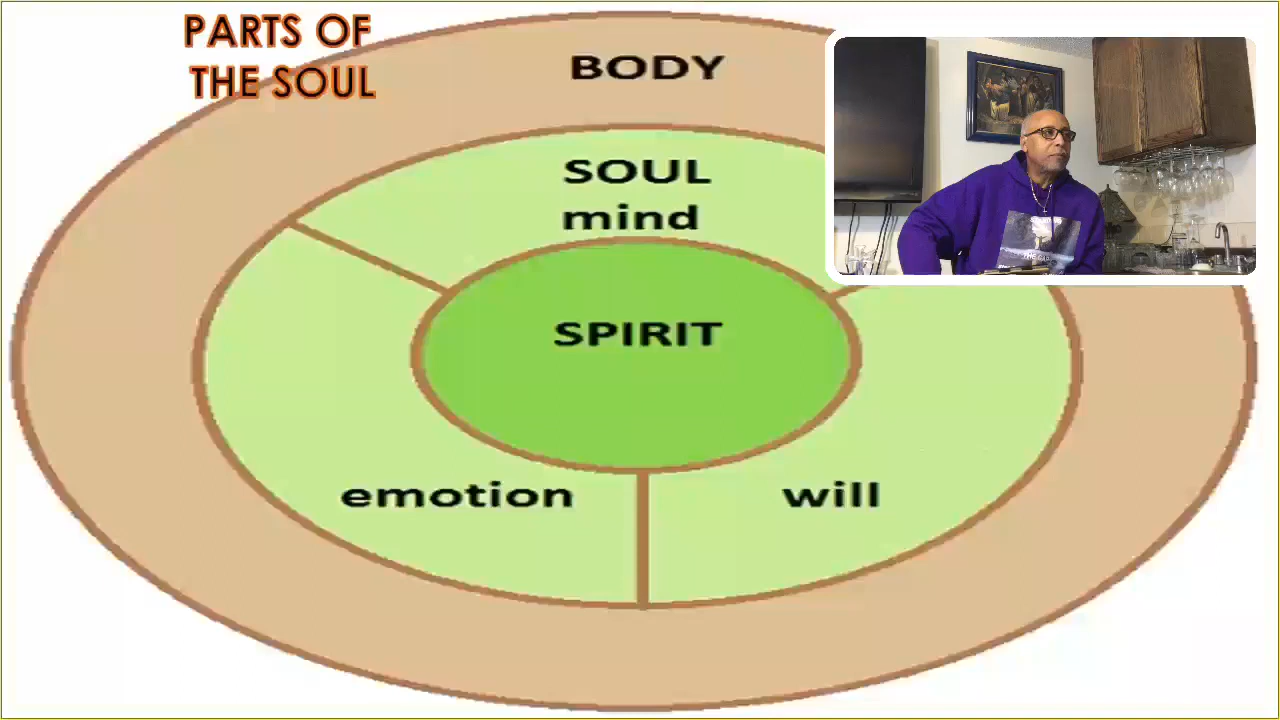 PARTS OF
THE SOUL
BODY
SOUL
mind
SPIRIT
emotion
will